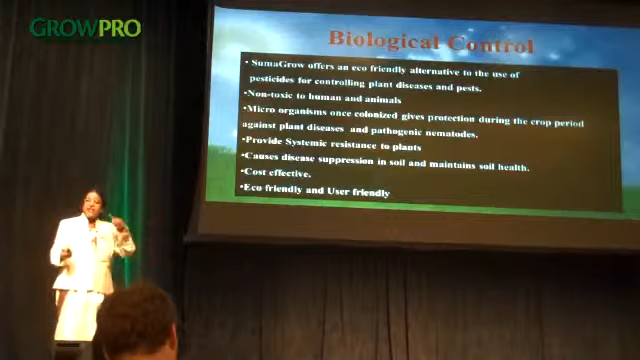 GROWPRO
Biological Control
• SumaGrow offers an eco friendly alternative to the use of
pesticides for controlling plant diseases and pests.
•Non-toxic to human and animals
•Micro organisms once colonized gives protection during the crop period
against plant diseases and pathogenic nematodes.
•Provide Systemic resistance to plants
•Causes disease suppression in soil and maintains soil health.
•Cost effective.
•Eco friendly and User friendly